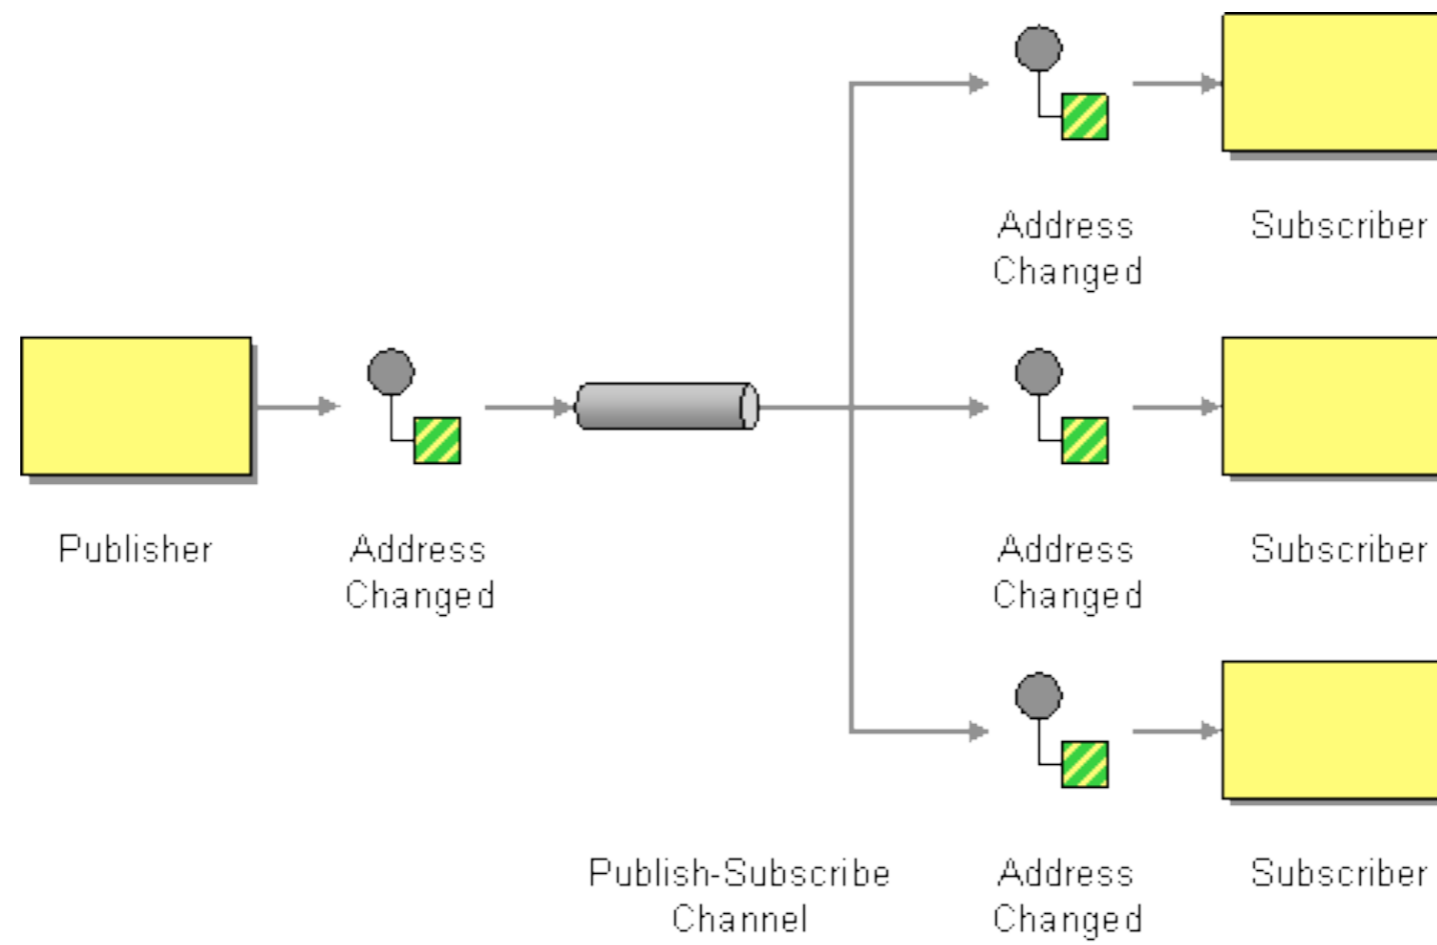 Address
Changed
Subscriber
Publisher
Address
Changed
Address
Changed
Subscriber
Publish-Subscribe
Channel
Address
Changed
Subscriber